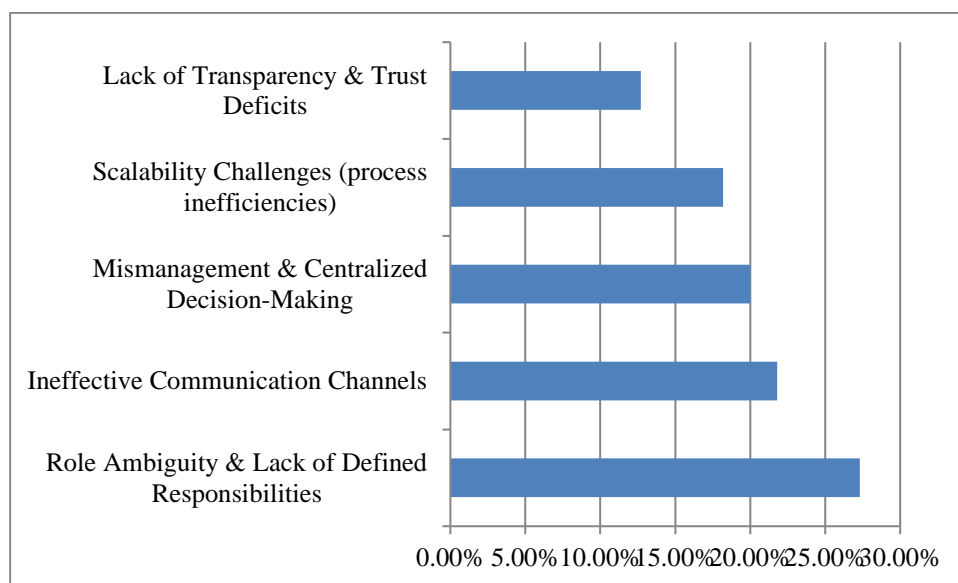 Lack of Transparency & Trust
Deficits
Scalability Challenges (process
inefficiencies)
Mismanagement & Centralized
Decision-Making
Ineffective Communication Channels
Role Ambiguity & Lack of Defined
Responsibilities
0.00% 5.00% 10.00% 15.00% 20.00% 25.00% 30.00%